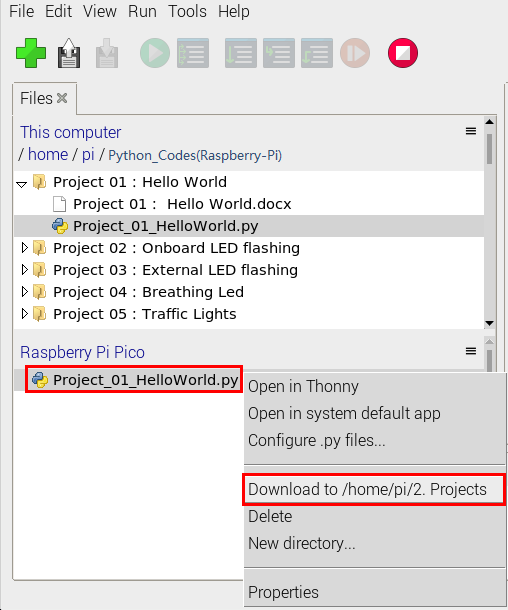 File Edit View Run Tools Help
Files
This computer
/ home / pi / Python_Codes(Raspberry-Pi)
Project 01 : Hello World
Project 01 :  Hello World.docx
Project_01_HelloWorld.py
Project 02 : Onboard LED flashing
Project 03 : External LED flashing
Project 04 : Breathing Led
Project 05 : Traffic Lights
Raspberry Pi Pico
Project_01_HelloWorld.py
Open in Thonny
Open in system default app
Configure .py files...
Download to /home/pi/2. Projects
Delete
New directory...
Properties